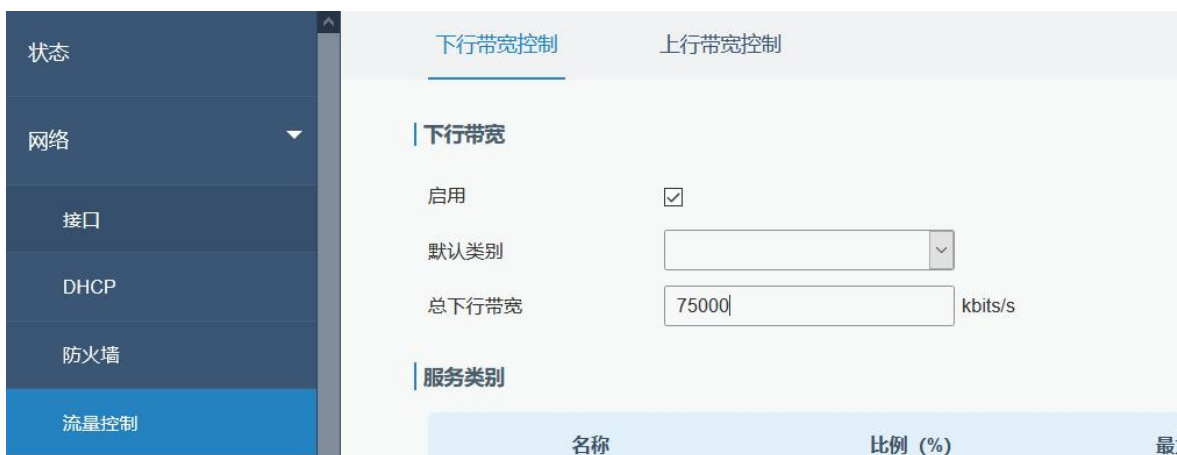 状态
网络
接口
DHCP
防火墙
流量控制
下行带宽控制 上行带宽控制
下行带宽
启用
默认类别
总下行带宽 75000 kbits/s
服务类别
名称 比例 (%)